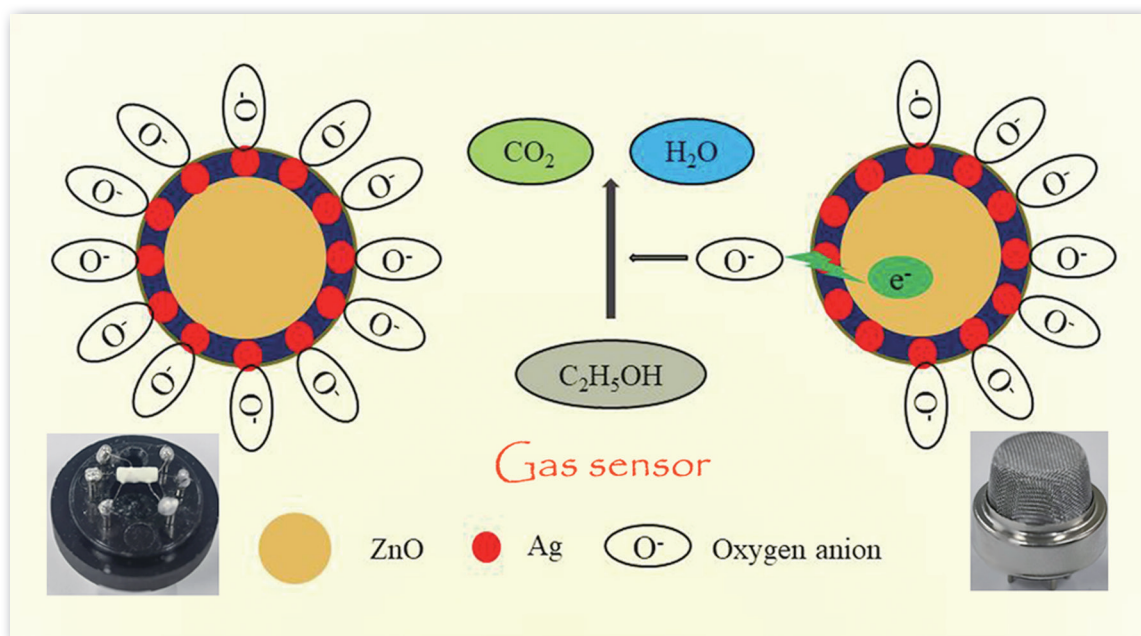 O⁻
O⁻
O⁻
O⁻
O⁻
O⁻
O⁻
O⁻
O⁻
O⁻
O⁻
O⁻
CO₂
H₂O
O⁻
C₂H₅OH
O⁻
O⁻
O⁻
O⁻
O⁻
O⁻
O⁻
e⁻
Gas sensor
ZnO
Ag
O⁻ Oxygen anion